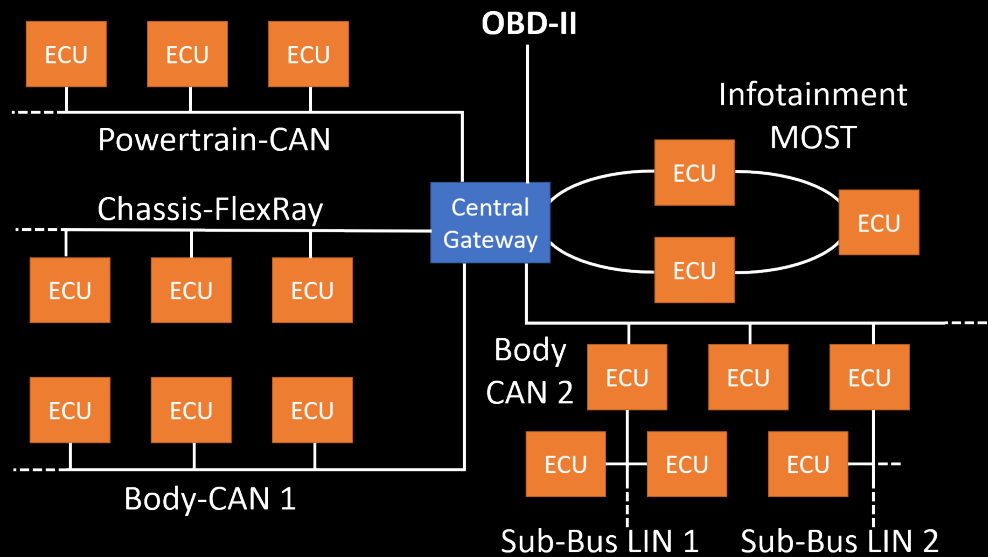 OBD-II
ECU
ECU
ECU
Powertrain-CAN
Infotainment
MOST
ECU
ECU
ECU
Central
Gateway
Chassis-FlexRay
ECU
ECU
ECU
ECU
ECU
ECU
Body-CAN 1
Body
CAN 2
ECU
ECU
ECU
ECU
ECU
ECU
Sub-Bus LIN 1
Sub-Bus LIN 2